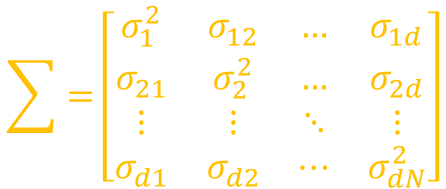 σ₁² σ₁₂ … σ₁d
∑ = σ₂₁ σ₂² … σ₂d
⋮ ⋮ ⋱ ⋮
σd₁ σd₂ ⋯ σ²dN